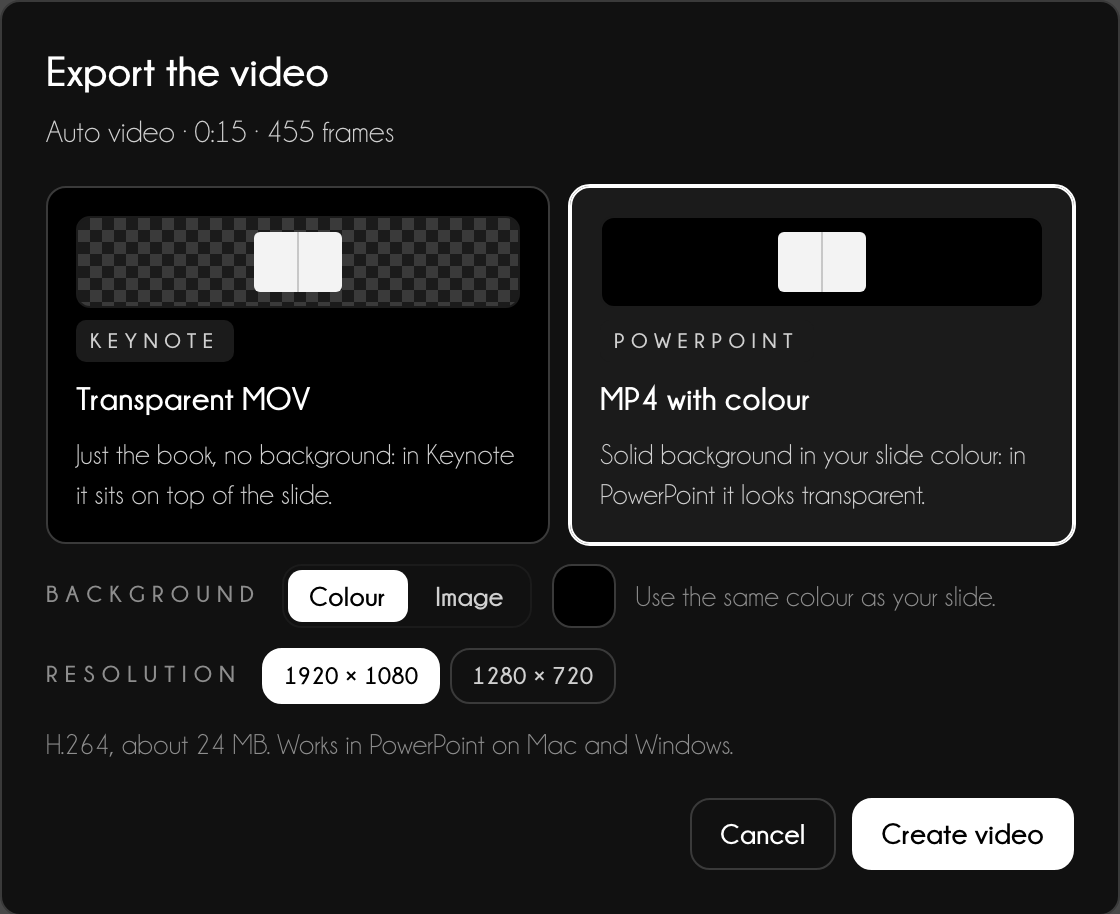 Export the video
Auto video · 0:15 · 455 frames
KEYNOTE
Transparent MOV
Just the book, no background: in Keynote
it sits on top of the slide.
POWERPOINT
MP4 with colour
Solid background in your slide colour: in
PowerPoint it looks transparent.
BACKGROUND Colour Image Use the same colour as your slide.
RESOLUTION 1920 × 1080 1280 × 720
H.264, about 24 MB. Works in PowerPoint on Mac and Windows.
Cancel Create video